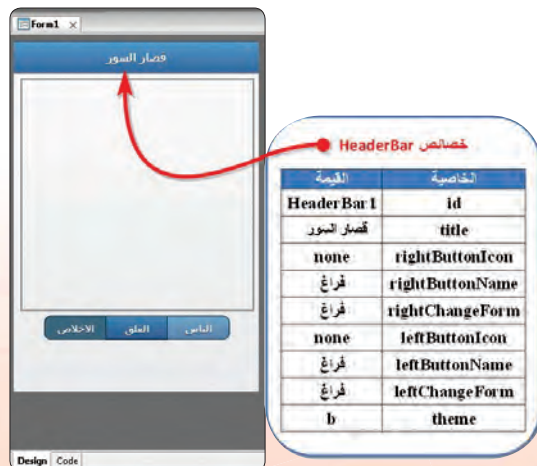 Form1 x
قصار السور
الاخلاص الفلق الناس
Design Code
خصائص HeaderBar
الخاصية القيمة
id HeaderBar1
title قصار السور
rightButtonIcon none
rightButtonName فراغ
rightChangeForm فراغ
leftButtonIcon none
leftButtonName فراغ
leftChangeForm فراغ
theme b